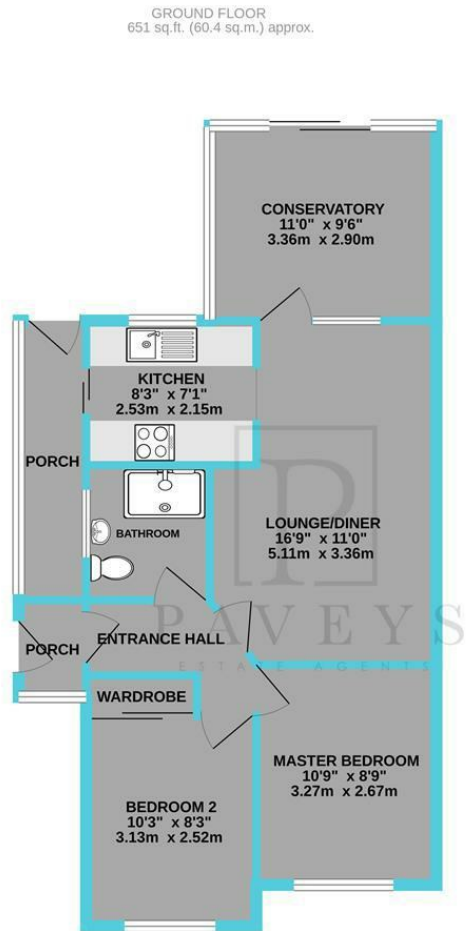 GROUND FLOOR
651 sq.ft. (60.4 sq.m.) approx.
CONSERVATORY
11'0" x 9'6"
3.36m x 2.90m
KITCHEN
8'3" x 7'1"
2.53m x 2.15m
PORCH
LOUNGE/DINER
16'9" x 11'0"
5.11m x 3.36m
BATHROOM
PAVEYS
ESTATE AGENTS
PORCH
ENTRANCE HALL
WARDROBE
MASTER BEDROOM
10'9" x 8'9"
3.27m x 2.67m
BEDROOM 2
10'3" x 8'3"
3.13m x 2.52m